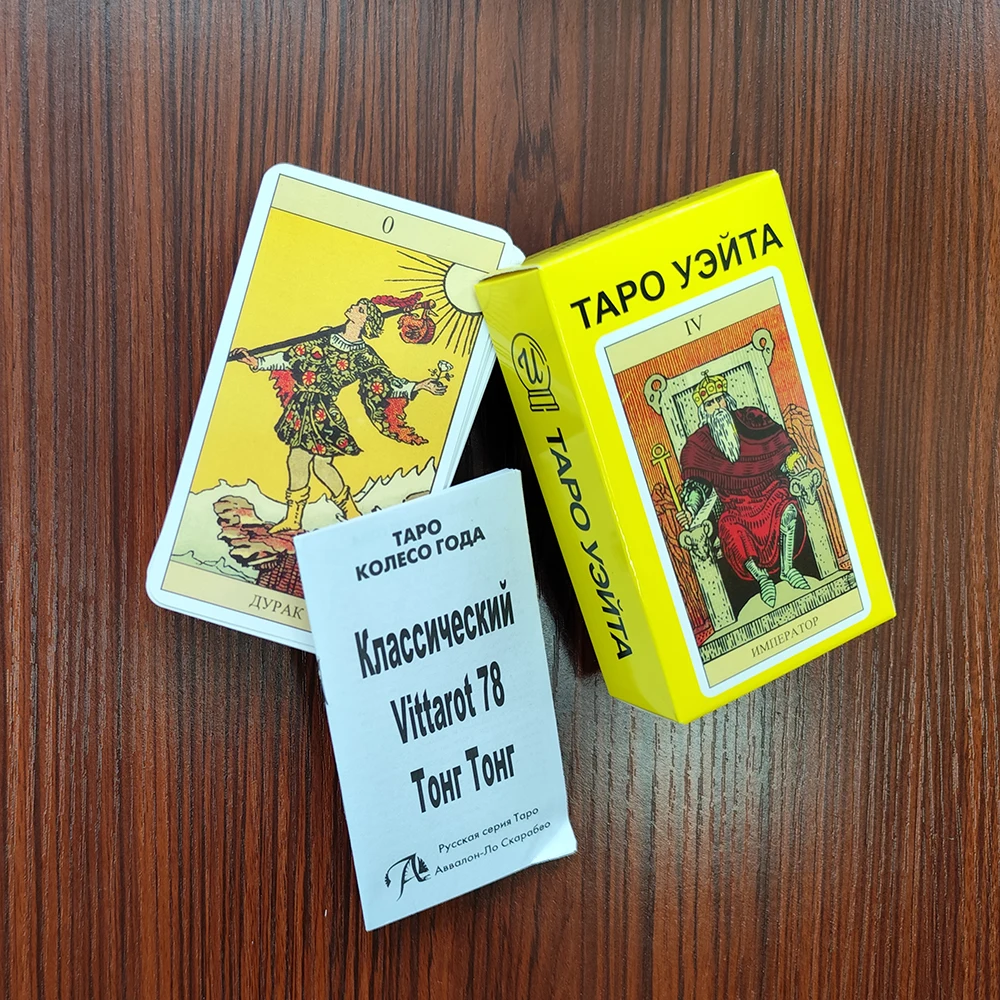 0
ДУРАК
ТАРО УЭЙТА
IV
ИМПЕРАТОР
ТАРО УЭЙТА
ТАРО
КОЛЕСО ГОДА
Классический
Vittarot 78
Тонг Тонг
Русская серия Таро
Аввалон-Ло Скарабео